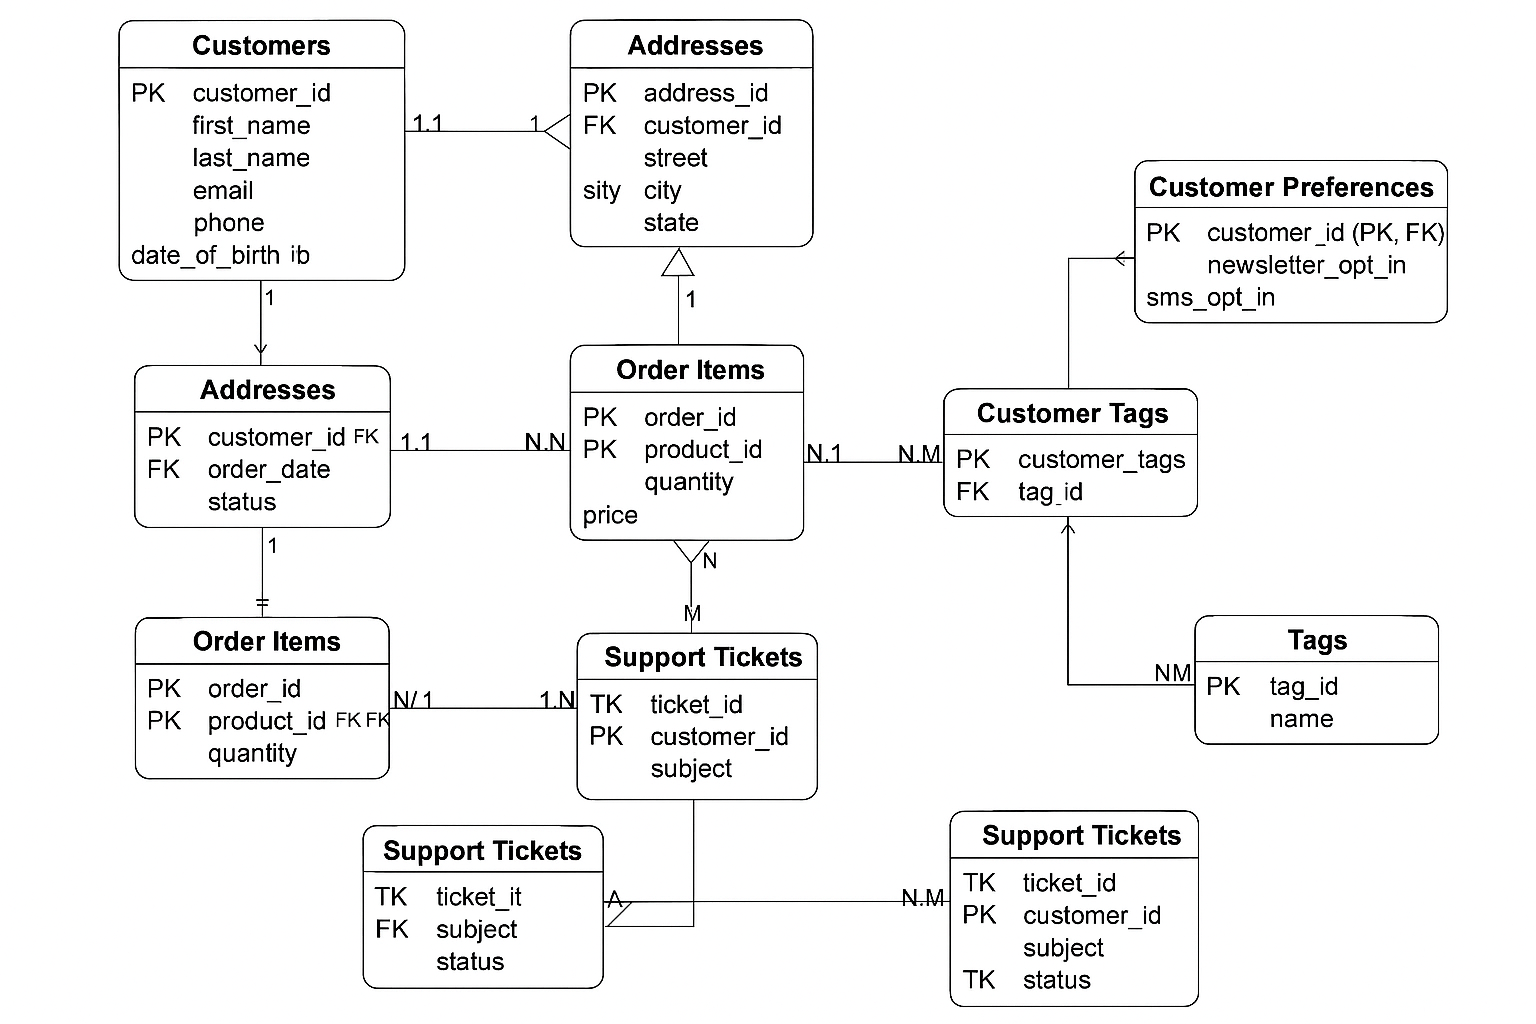 Customers
PK customer_id
first_name
last_name
email
phone
date_of_birth ib
1.1
1
Addresses
PK address_id
FK customer_id
street
sity city
state
Customer Preferences
PK customer_id (PK, FK)
newsletter_opt_in
sms_opt_in
1
1
Addresses
PK customer_id FK
FK order_date
status
1.1
N.N
Order Items
PK order_id
PK product_id
quantity
price
N.1
N.M
Customer Tags
PK customer_tags
FK tag_id
1
N
M
Order Items
PK order_id
PK product_id FK FK
quantity
N/1
1.N
Support Tickets
TK ticket_id
PK customer_id
subject
NM
Tags
PK tag_id
name
Support Tickets
TK ticket_it
FK subject
status
A
N.M
Support Tickets
TK ticket_id
PK customer_id
subject
TK status